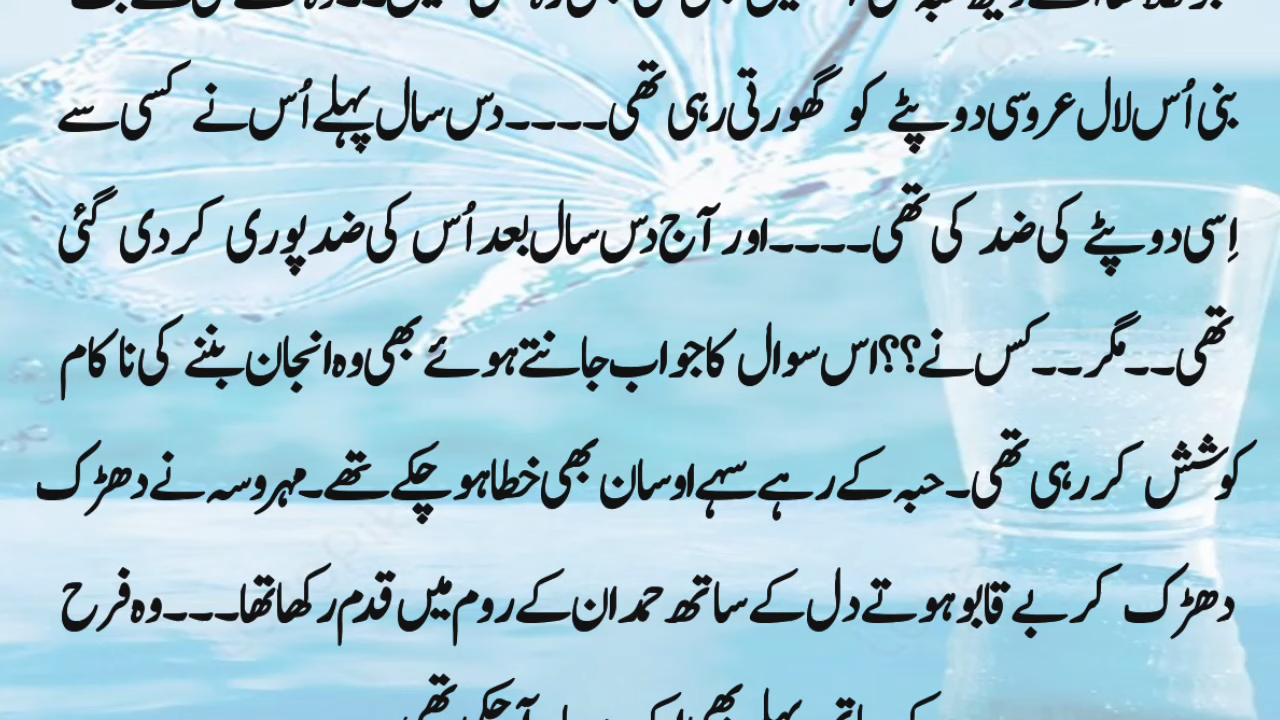 بنی اُس لال عروسی دوپٹے کو گھورتی رہی تھی۔۔۔۔دس سال پہلے اُس نے کسی سے
اِسی دوپٹے کی ضد کی تھی۔۔۔۔اور آج دس سال بعد اُس کی ضد پوری کر دی گئی
تھی۔۔مگر۔۔کس نے؟؟اس سوال کا جواب جانتے ہوئے بھی وہ انجان بننے کی ناکام
کوشش کر رہی تھی۔حبہ کے رہے سہے اوسان بھی خطا ہو چکے تھے۔مہروسہ نے دھڑک
دھڑک کر بے قابو ہوتے دل کے ساتھ حمدان کے روم میں قدم رکھا تھا۔۔۔وہ فرح